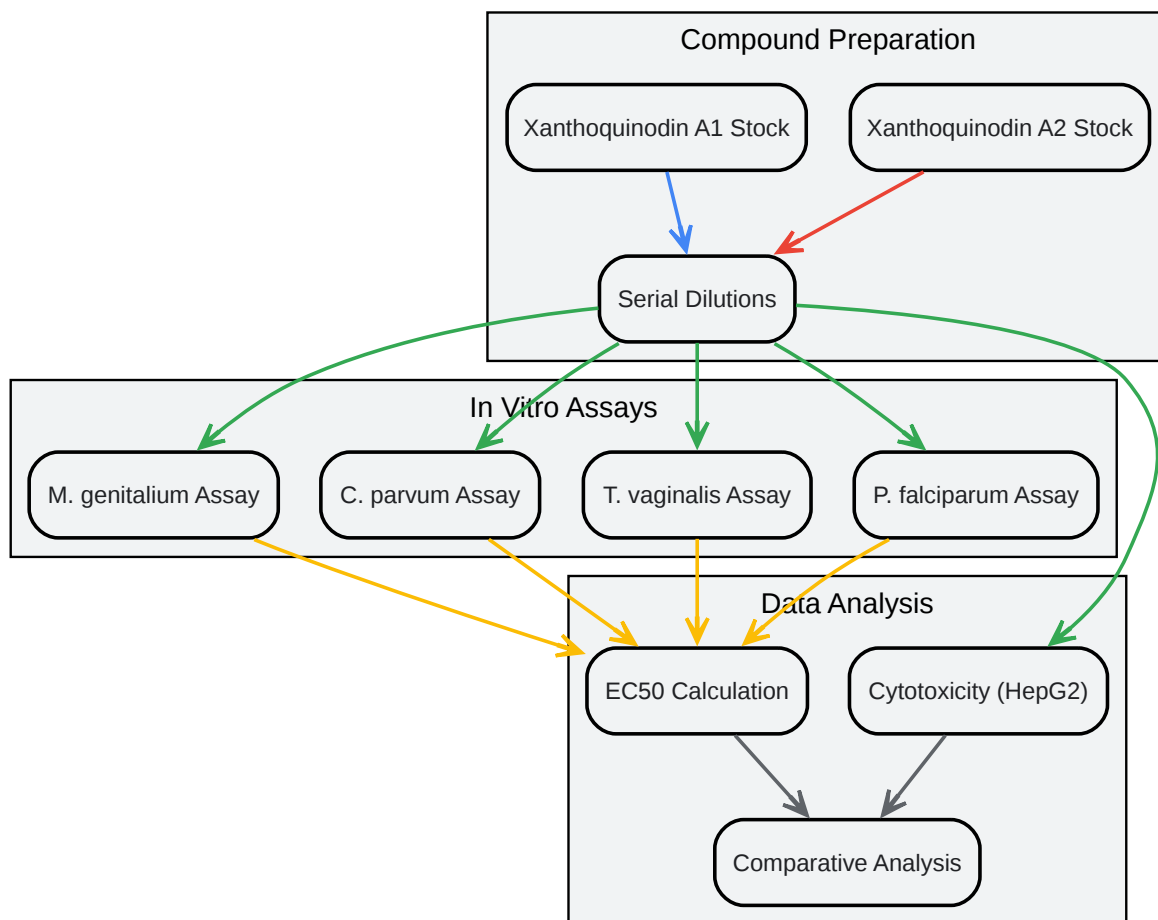 Compound Preparation
Xanthoquinodin A1 Stock
Xanthoquinodin A2 Stock
Serial Dilutions
In Vitro Assays
M. genitalium Assay
C. parvum Assay
T. vaginalis Assay
P. falciparum Assay
Data Analysis
EC50 Calculation
Cytotoxicity (HepG2)
Comparative Analysis